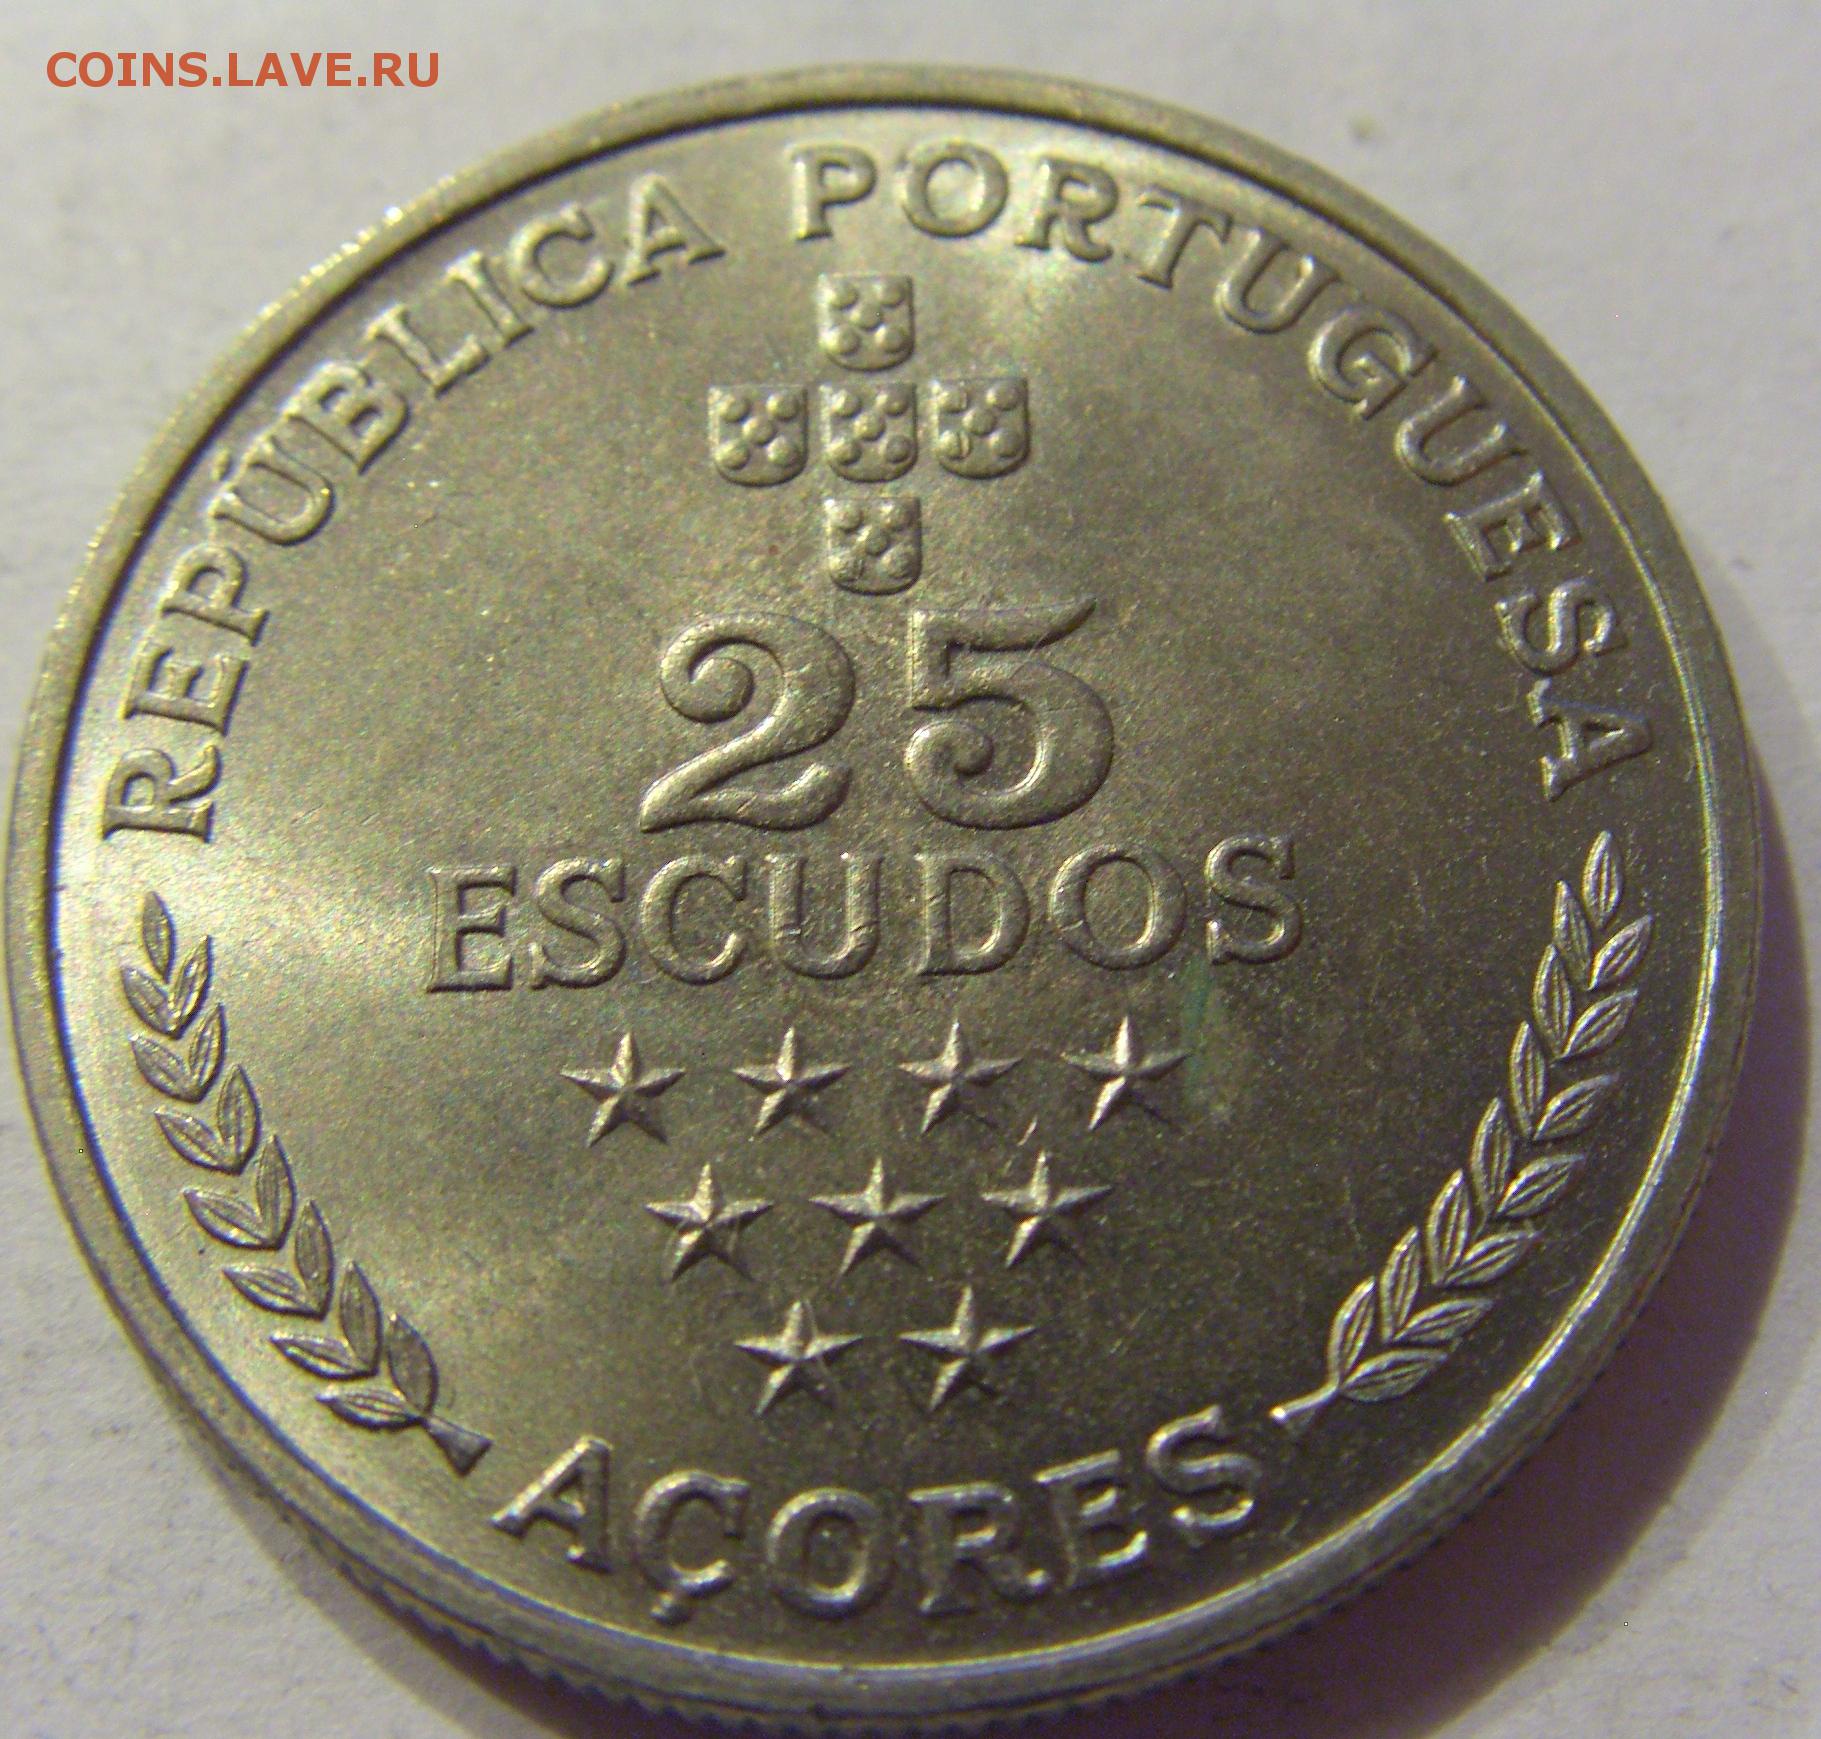 COINS.LAVE.RU
REPÚBLICA PORTUGUESA
25
ESCUDOS
AÇORES